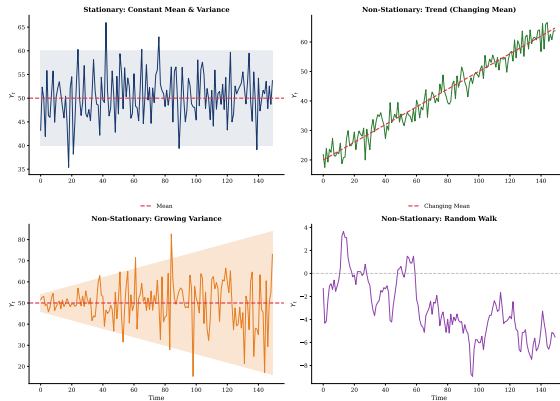 Stationary: Constant Mean & Variance
Yt
65
60
55
50
45
40
35
0 20 40 60 80 100 120 140
Mean
Non-Stationary: Trend (Changing Mean)
Yt
60
50
40
30
20
0 20 40 60 80 100 120 140
Changing Mean
Non-Stationary: Growing Variance
Yt
80
70
60
50
40
30
20
0 20 40 60 80 100 120 140
Time
Non-Stationary: Random Walk
Yt
4
2
0
−2
−4
−6
−8
0 20 40 60 80 100 120 140
Time